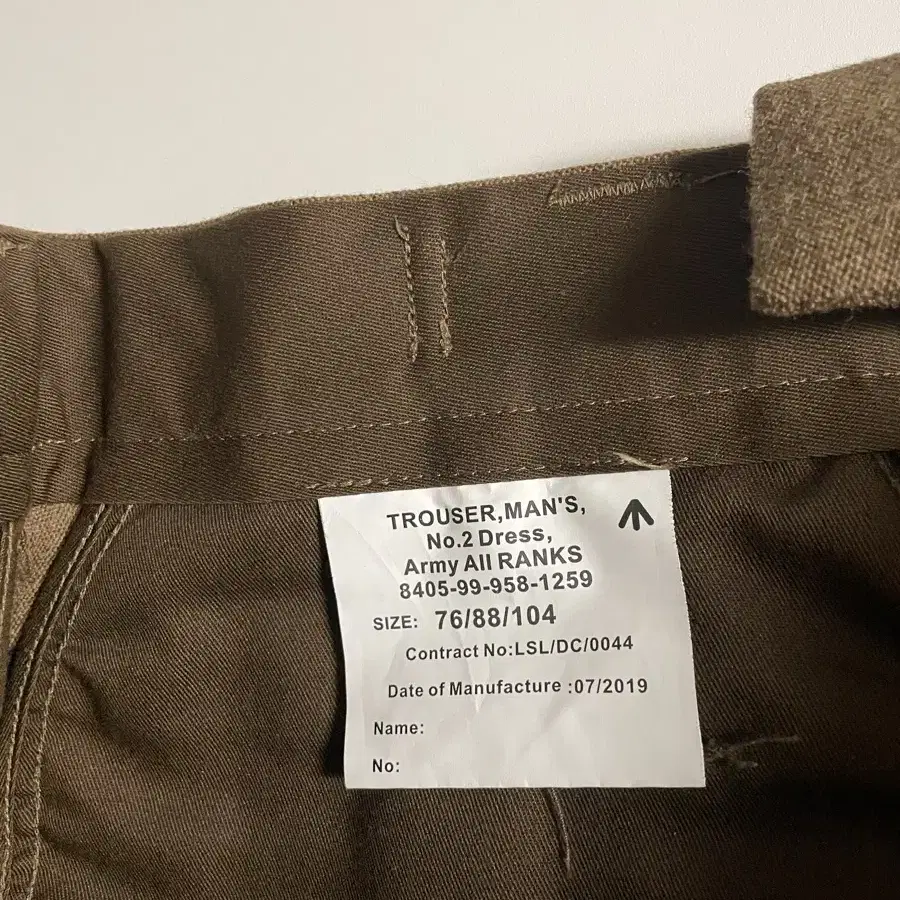 TROUSER,MAN'S,
No.2 Dress,
Army All RANKS
8405-99-958-1259
SIZE: 76/88/104
Contract No:LSL/DC/0044
Date of Manufacture :07/2019
Name:
No: